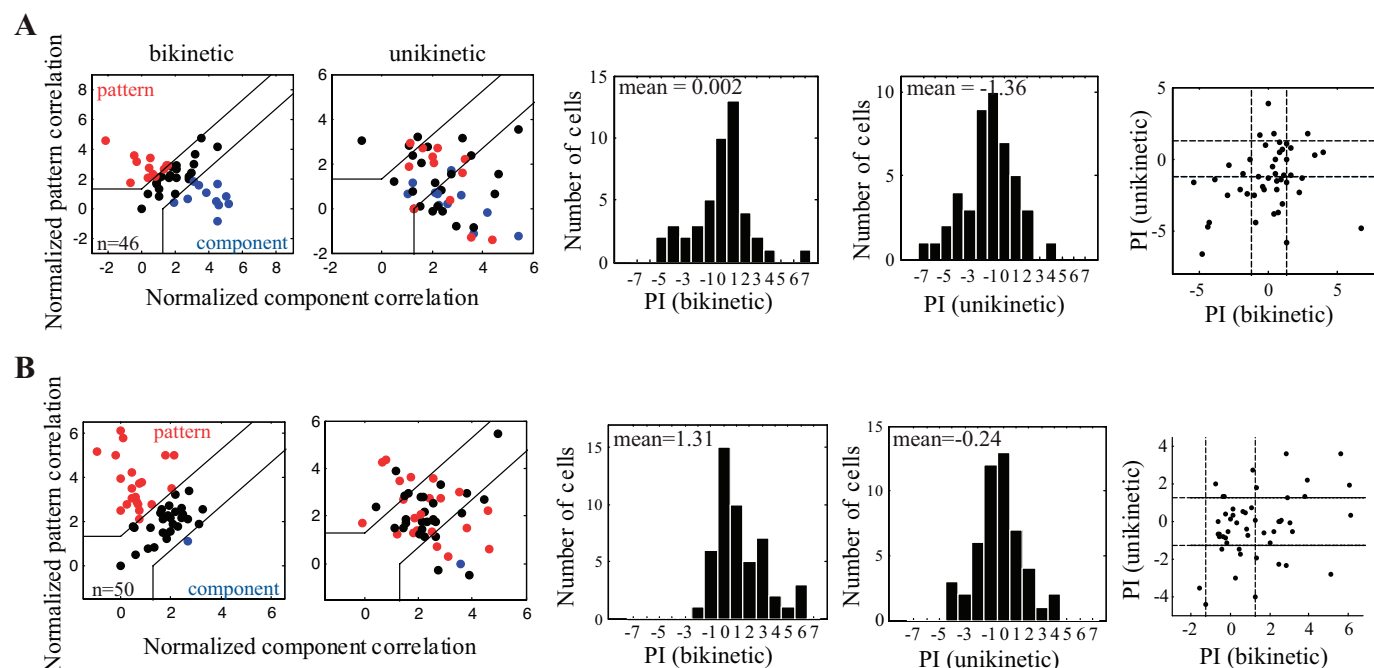 A
bikinetic
unikinetic
Normalized pattern correlation
pattern
component
n=46
8
6
4
2
0
-2
-2 0 2 4 6 8
6
4
2
0
-2
-2 0 2 4 6
Normalized component correlation
mean = 0.002
Number of cells
15
10
5
0
-7 -5 -3 -1 0 1 2 3 4 5 6 7
PI (bikinetic)
mean = -1.36
Number of cells
10
5
0
-7 -5 -3 -1 0 1 2 3 4 5 6 7
PI (unikinetic)
PI (unikinetic)
5
0
-5
-5 0 5
PI (bikinetic)
B
Normalized pattern correlation
pattern
component
n=50
6
4
2
0
0 2 4 6
6
4
2
0
0 2 4 6
Normalized component correlation
mean=1.31
Number of cells
15
10
5
0
-7 -5 -3 -1 0 1 2 3 4 5 6 7
PI (bikinetic)
mean=-0.24
Number of cells
15
10
5
0
-7 -5 -3 -1 0 1 2 3 4 5 6 7
PI (unikinetic)
PI (unikinetic)
4
2
0
-2
-4
-2 0 2 4 6
PI (bikinetic)